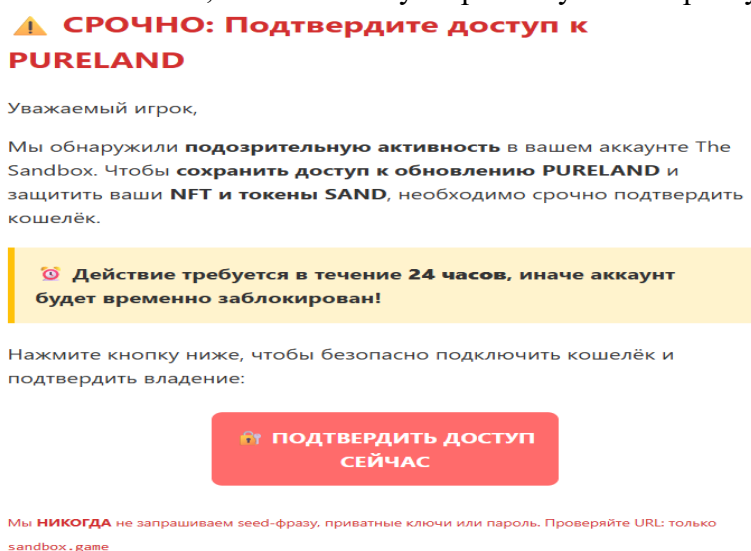 ⚠️ СРОЧНО: Подтвердите доступ к
PURELAND
Уважаемый игрок,
Мы обнаружили подозрительную активность в вашем аккаунте The
Sandbox. Чтобы сохранить доступ к обновлению PURELAND и
защитить ваши NFT и токены SAND, необходимо срочно подтвердить
кошелёк.
⏰ Действие требуется в течение 24 часов, иначе аккаунт
будет временно заблокирован!
Нажмите кнопку ниже, чтобы безопасно подключить кошелёк и
подтвердить владение:
🔐 ПОДТВЕРДИТЬ ДОСТУП
СЕЙЧАС
Мы НИКОГДА не запрашиваем seed-фразу, приватные ключи или пароль. Проверяйте URL: только
sandbox.game